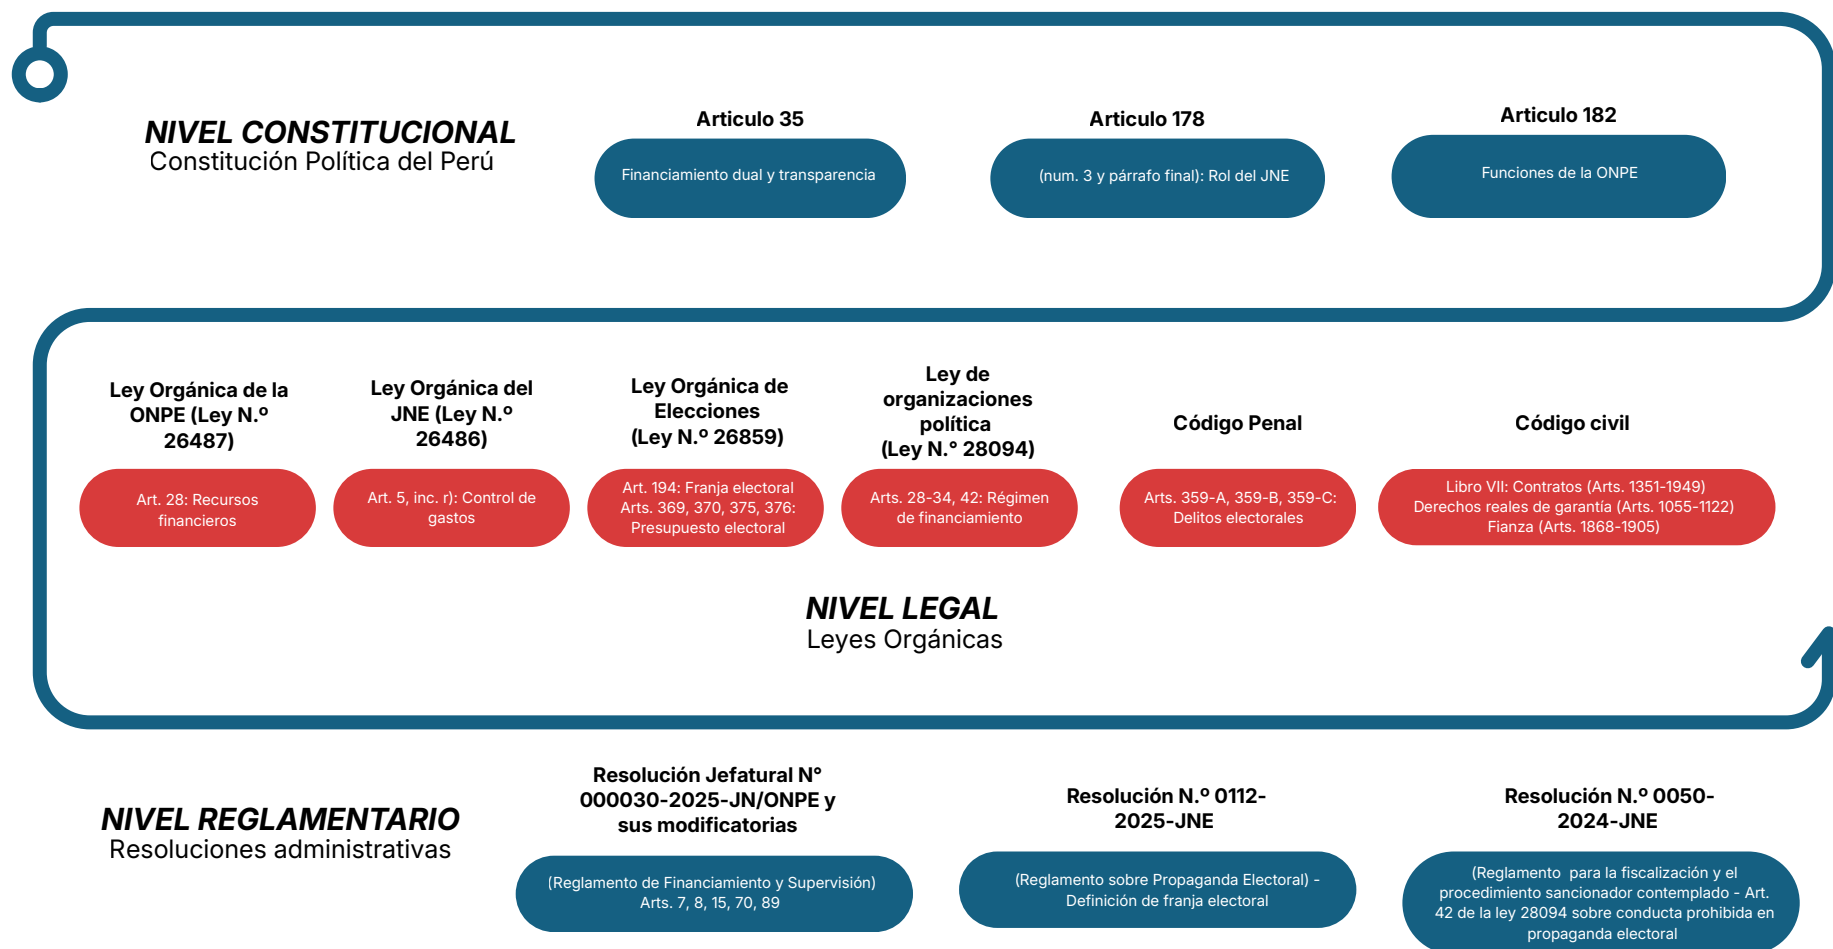 NIVEL CONSTITUCIONAL
Constitución Política del Perú
Articulo 35
Financiamiento dual y transparencia
Articulo 178
(num. 3 y párrafo final): Rol del JNE
Articulo 182
Funciones de la ONPE
Ley Orgánica de la
ONPE (Ley N.º
26487)
Art. 28: Recursos
financieros
Ley Orgánica del
JNE (Ley N.º
26486)
Art. 5, inc. r): Control de
gastos
Ley Orgánica de
Elecciones
(Ley N.º 26859)
Art. 194: Franja electoral
Arts. 369, 370, 375, 376:
Presupuesto electoral
Ley de
organizaciones
política
(Ley N.° 28094)
Arts. 28-34, 42: Régimen
de financiamiento
Código Penal
Arts. 359-A, 359-B, 359-C:
Delitos electorales
Código civil
Libro VII: Contratos (Arts. 1351-1949)
Derechos reales de garantía (Arts. 1055-1122)
Fianza (Arts. 1868-1905)
NIVEL LEGAL
Leyes Orgánicas
NIVEL REGLAMENTARIO
Resoluciones administrativas
Resolución Jefatural N°
000030-2025-JN/ONPE y
sus modificatorias
(Reglamento de Financiamiento y Supervisión)
Arts. 7, 8, 15, 70, 89
Resolución N.º 0112-
2025-JNE
(Reglamento sobre Propaganda Electoral) -
Definición de franja electoral
Resolución N.º 0050-
2024-JNE
(Reglamento para la fiscalización y el
procedimiento sancionador contemplado - Art.
42 de la ley 28094 sobre conducta prohibida en
propaganda electoral